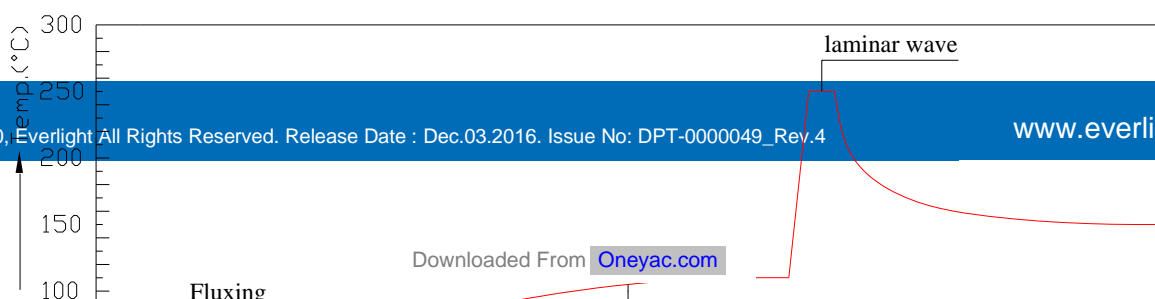 300
Temp.(°C)
laminar wave
250
0, Everlight All Rights Reserved. Release Date : Dec.03.2016. Issue No: DPT-0000049_Rev.4
www.everli
200
150
Downloaded From Oneyac.com
100
Fluxing